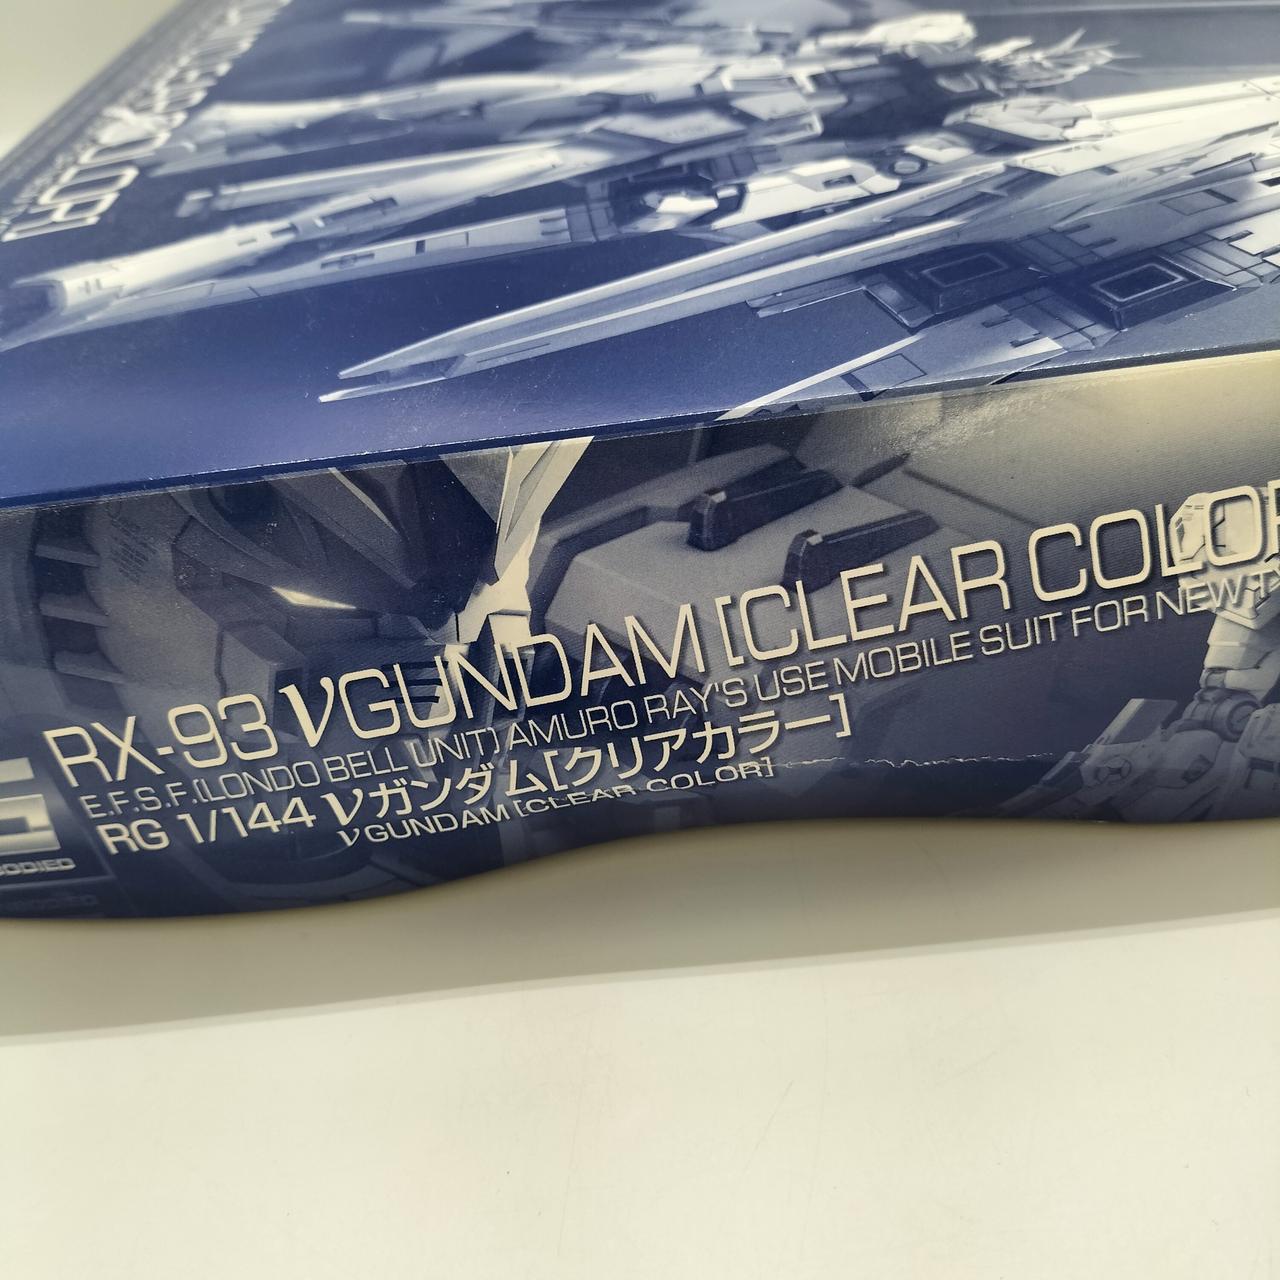 RX-93 νGUNDAM [CLEAR COLOR
E.F.S.F.(LONDO BELL UNIT) AMURO RAY'S USE MOBILE SUIT FOR NEW
RG 1/144 νガンダム[クリアカラー]
νGUNDAM [CLEAR COLOR]